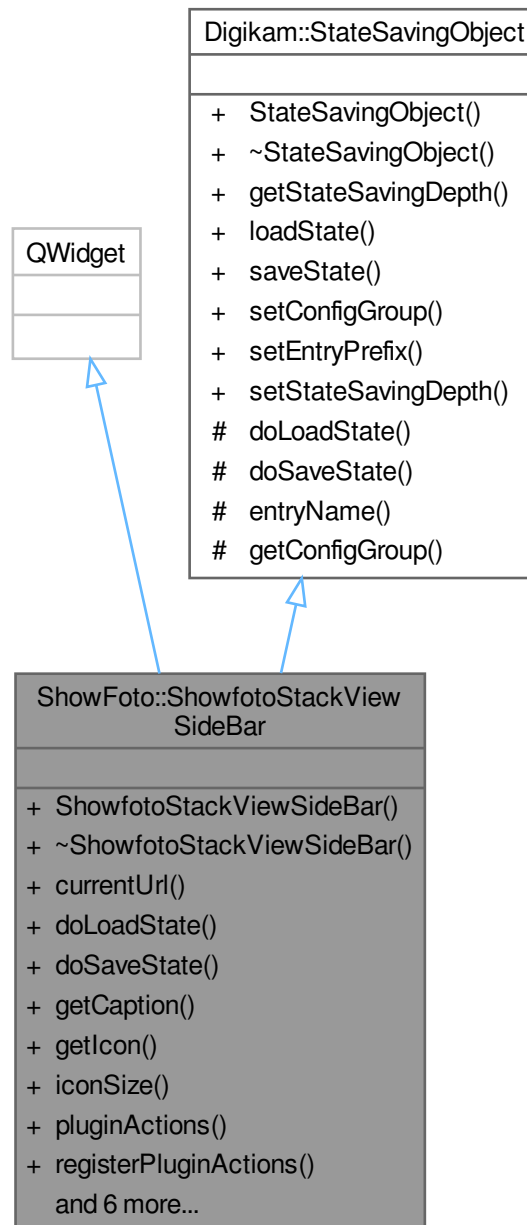 Digikam::StateSavingObject
+ StateSavingObject()
+ ~StateSavingObject()
+ getStateSavingDepth()
+ loadState()
+ saveState()
+ setConfigGroup()
+ setEntryPrefix()
+ setStateSavingDepth()
# doLoadState()
# doSaveState()
# entryName()
# getConfigGroup()
QWidget
ShowFoto::ShowfotoStackView
SideBar
+ ShowfotoStackViewSideBar()
+ ~ShowfotoStackViewSideBar()
+ currentUrl()
+ doLoadState()
+ doSaveState()
+ getCaption()
+ getIcon()
+ iconSize()
+ pluginActions()
+ registerPluginActions()
and 6 more...